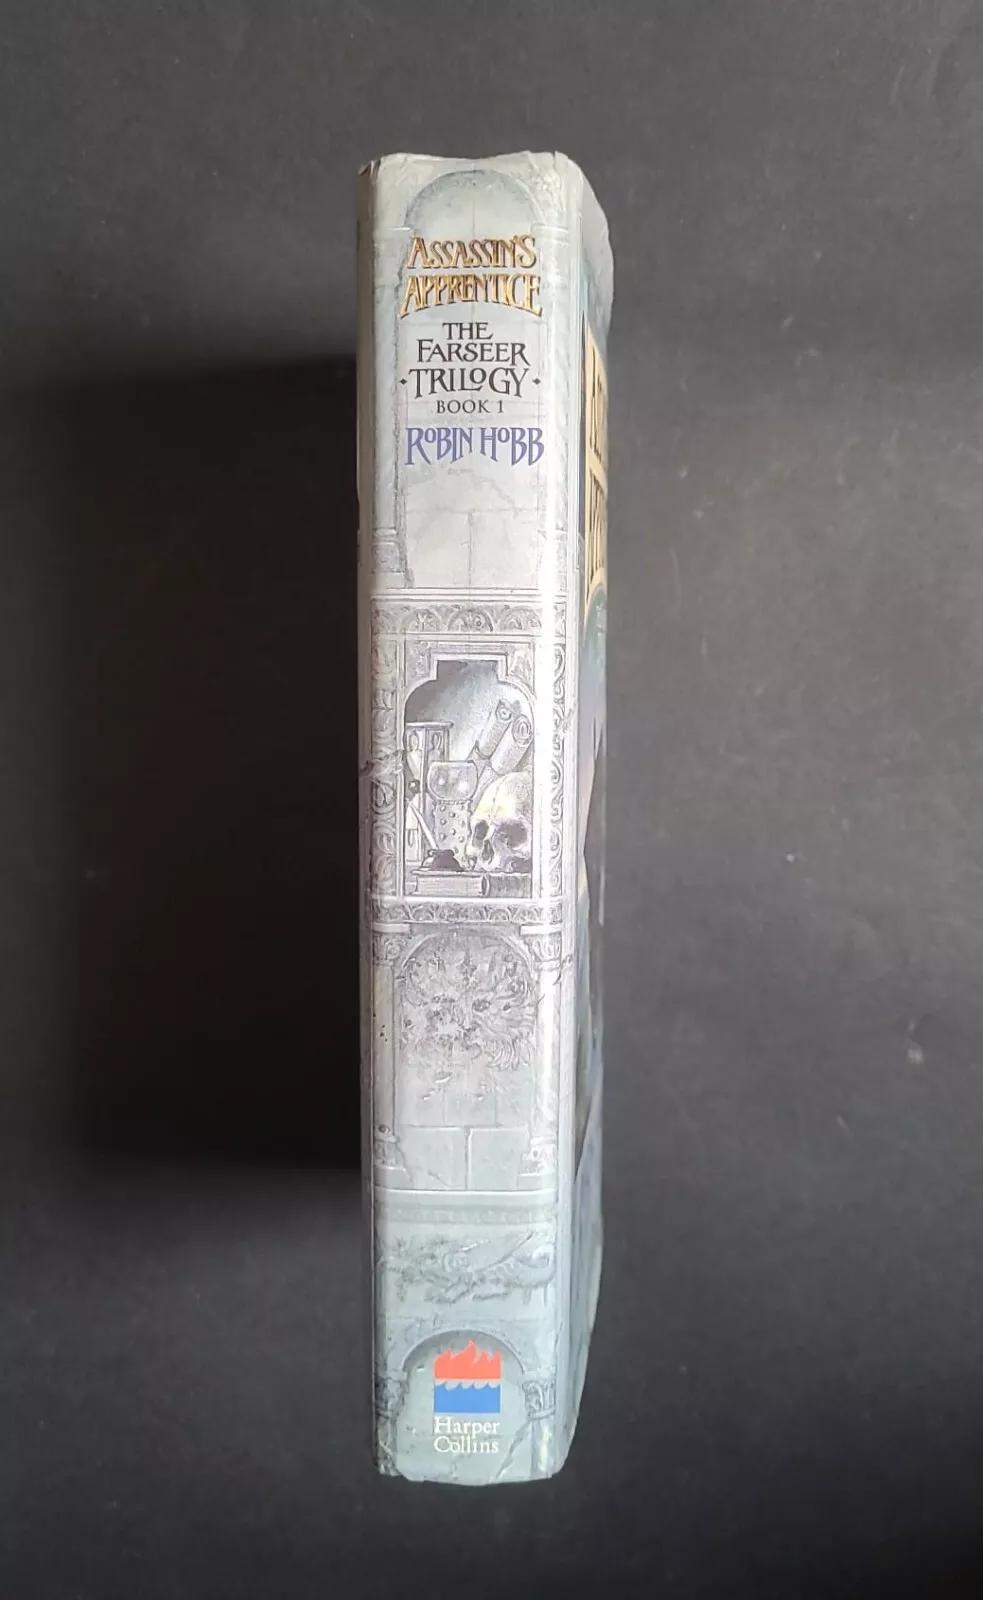 ASSASSIN'S
APPRENTICE
THE
FARSEER
·TRILOGY·
BOOK 1
ROBIN HOBB
Harper
Collins